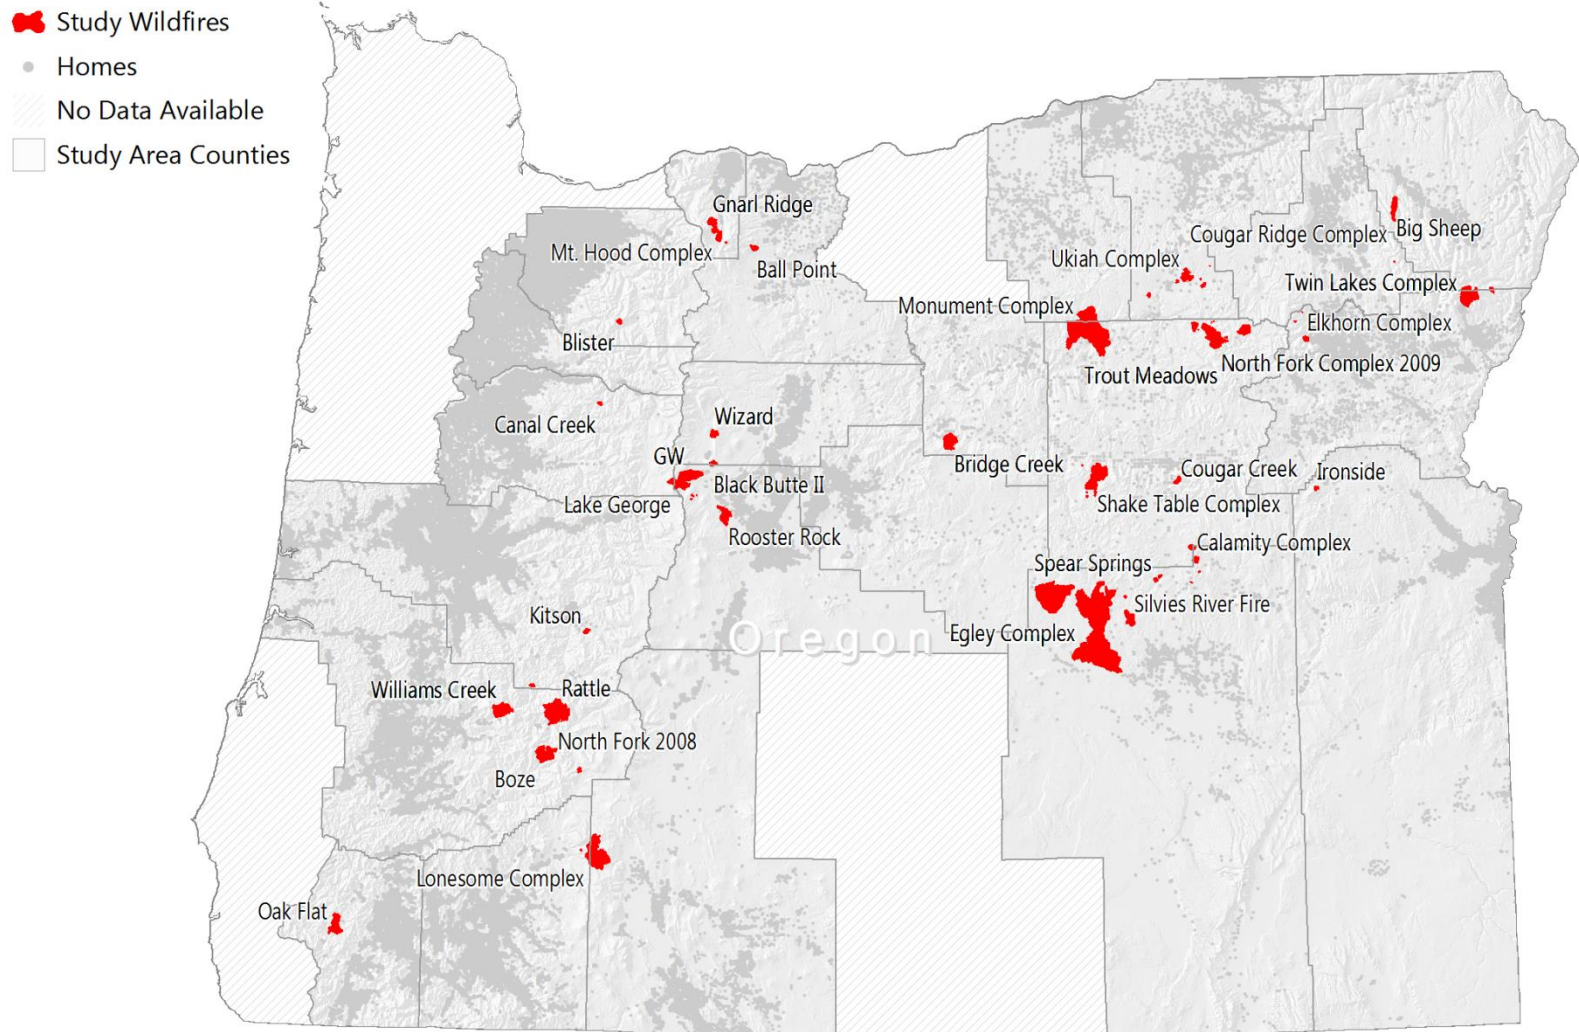 Study Wildfires
Homes
No Data Available
Study Area Counties
Gnarl Ridge
Mt. Hood Complex
Ball Point
Blister
Canal Creek
Wizard
GW
Black Butte II
Lake George
Rooster Rock
Kitson
Williams Creek
Rattle
North Fork 2008
Boze
Lonesome Complex
Oak Flat
Oregon
Cougar Ridge Complex
Big Sheep
Ukiah Complex
Twin Lakes Complex
Monument Complex
Elkhorn Complex
North Fork Complex 2009
Trout Meadows
Bridge Creek
Cougar Creek
Ironside
Shake Table Complex
Calamity Complex
Spear Springs
Silvies River Fire
Egley Complex